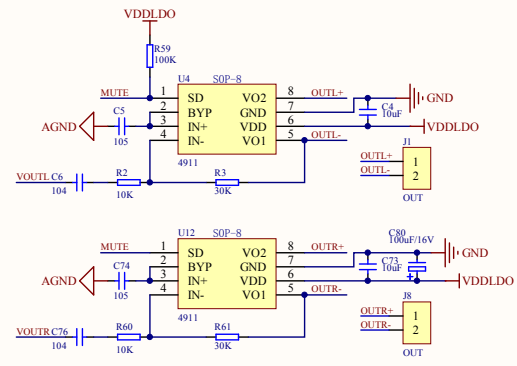 VDDLDO
R59
100K
U4 SOP-8
MUTE 1 SD VO2 8 OUTL+ GND
C5 2 BYP GND 7 C4
10uF
AGND 3 IN+ VDD 6 VDDLDO
105 4 IN- VO1 5 OUTL-
4911
J1
OUTL+ 1
OUTL- 2
OUT
VOUTL C6 R2 R3
104 10K 30K
U12 SOP-8
C80
100uF/16V
MUTE 1 SD VO2 8 OUTR+ GND
C74 2 BYP GND 7 C73
10uF
AGND 3 IN+ VDD 6 VDDLDO
105 4 IN- VO1 5 OUTR-
4911
J8
OUTR+ 1
OUTR- 2
OUT
VOUTR C76 R60 R61
104 10K 30K